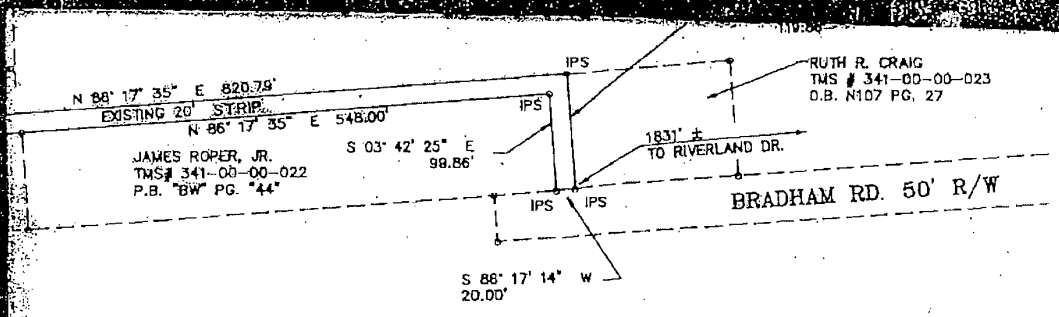 IPS
RUTH R. CRAIG
TMS # 341-00-00-023
D.B. N107 PG, 27
N 86° 17' 35" E 820.79'
EXISTING 20' STRIP
IPS
N 86° 17' 35" E 548.00'
JAMES ROPER, JR.
TMS# 341-00-00-022
P.B. "BW" PG. "44"
S 03° 42' 25" E
99.86'
1831' ±
TO RIVERLAND DR.
IPS
IPS
BRADHAM RD. 50' R/W
S 86° 17' 14" W
20.00'